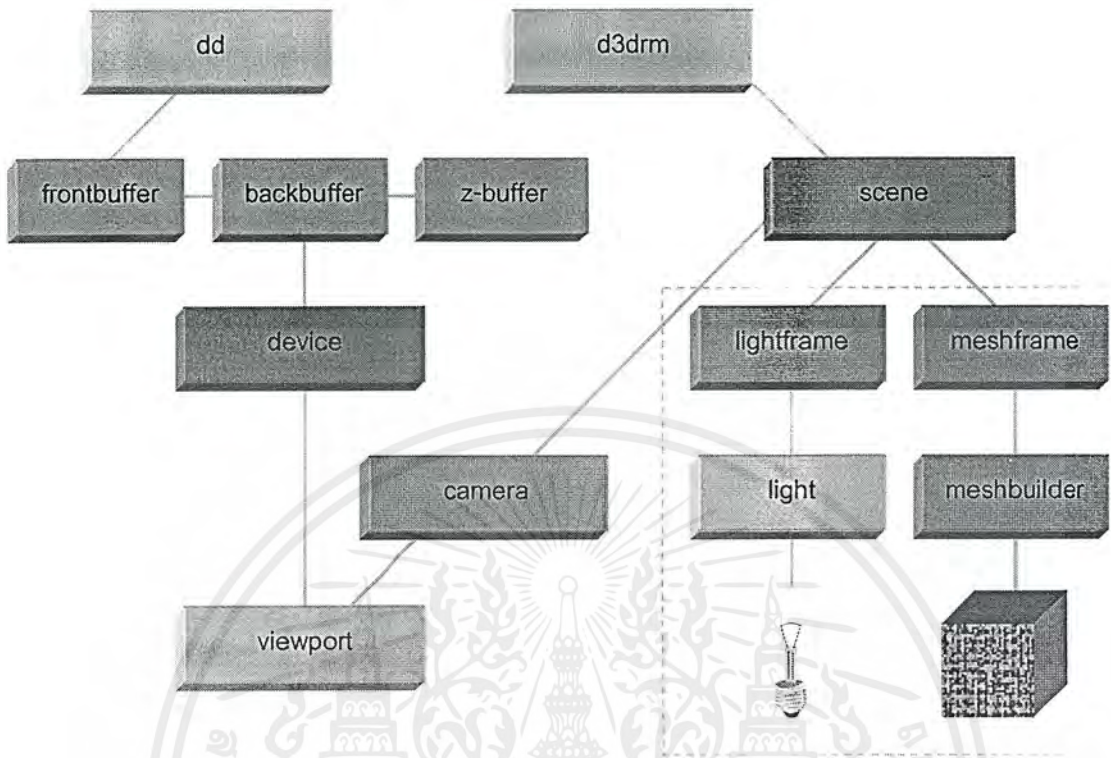 dd
d3drm
frontbuffer
backbuffer
z-buffer
scene
device
lightframe
meshframe
camera
light
meshbuilder
viewport